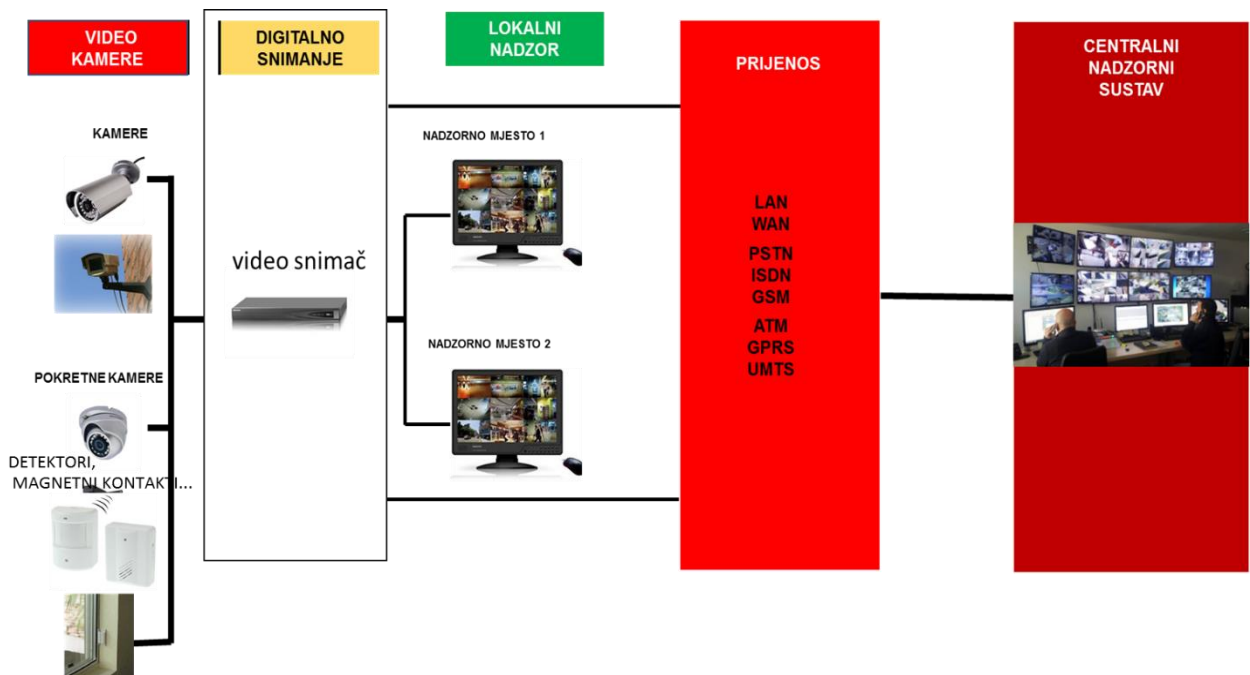 VIDEO
KAMERE
DIGITALNO
SNIMANJE
LOKALNI
NADZOR
PRIJENOS
CENTRALNI
NADZORNI
SUSTAV
KAMERE
POKRETNE KAMERE
DETEKTORI,
MAGNETNI KONTAKTI...
video snimač
NADZORNO MJESTO 1
NADZORNO MJESTO 2
LAN
WAN
PSTN
ISDN
GSM
ATM
GPRS
UMTS